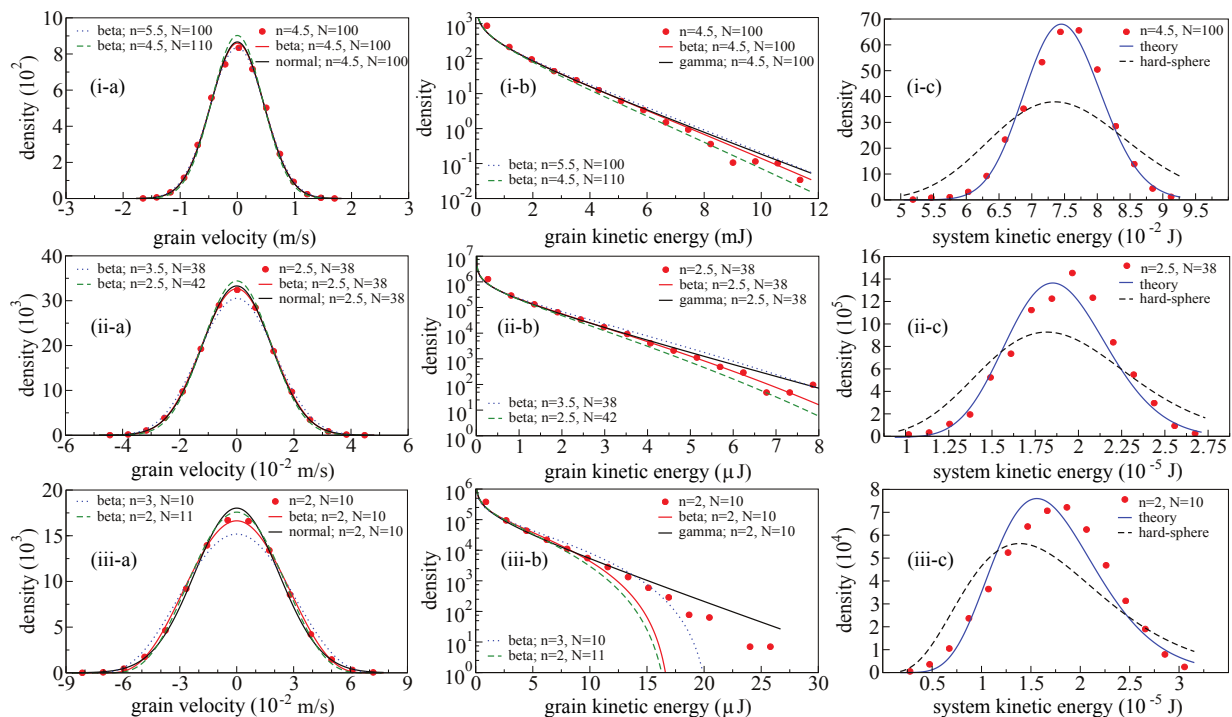 beta; n=5.5, N=100
beta; n=4.5, N=110
n=4.5, N=100
beta; n=4.5, N=100
normal; n=4.5, N=100
(i-a)
density (10^2)
10
8
6
4
2
0
-3 -2 -1 0 1 2 3
grain velocity (m/s)
n=4.5, N=100
beta; n=4.5, N=100
gamma; n=4.5, N=100
(i-b)
beta; n=5.5, N=100
beta; n=4.5, N=110
density
10^3
10^2
10^1
10^0
10^-1
10^-2
0 2 4 6 8 10 12
grain kinetic energy (mJ)
n=4.5, N=100
theory
hard-sphere
(i-c)
density
70
60
50
40
30
20
10
0
5 5.5 6 6.5 7 7.5 8 8.5 9 9.5
system kinetic energy (10^-2 J)
beta; n=3.5, N=38
beta; n=2.5, N=42
n=2.5, N=38
beta; n=2.5, N=38
normal; n=2.5, N=38
(ii-a)
density (10^3)
40
30
20
10
0
-6 -4 -2 0 2 4 6
grain velocity (10^-2 m/s)
n=2.5, N=38
beta; n=2.5, N=38
gamma; n=2.5, N=38
(ii-b)
beta; n=3.5, N=38
beta; n=2.5, N=42
density
10^7
10^6
10^5
10^4
10^3
10^2
10^1
10^0
0 1 2 3 4 5 6 7 8
grain kinetic energy (μJ)
n=2.5, N=38
theory
hard-sphere
(ii-c)
density (10^5)
16
14
12
10
8
6
4
2
0
1 1.25 1.5 1.75 2 2.25 2.5 2.75
system kinetic energy (10^-5 J)
beta; n=3, N=10
beta; n=2, N=11
n=2, N=10
beta; n=2, N=10
normal; n=2, N=10
(iii-a)
density (10^3)
20
15
10
5
0
-9 -6 -3 0 3 6 9
grain velocity (10^-2 m/s)
n=2, N=10
beta; n=2, N=10
gamma; n=2, N=10
(iii-b)
beta; n=3, N=10
beta; n=2, N=11
density
10^6
10^5
10^4
10^3
10^2
10^1
10^0
0 5 10 15 20 25 30
grain kinetic energy (μJ)
n=2, N=10
theory
hard-sphere
(iii-c)
density (10^4)
8
7
6
5
4
3
2
1
0
0.5 1 1.5 2 2.5 3
system kinetic energy (10^-5 J)